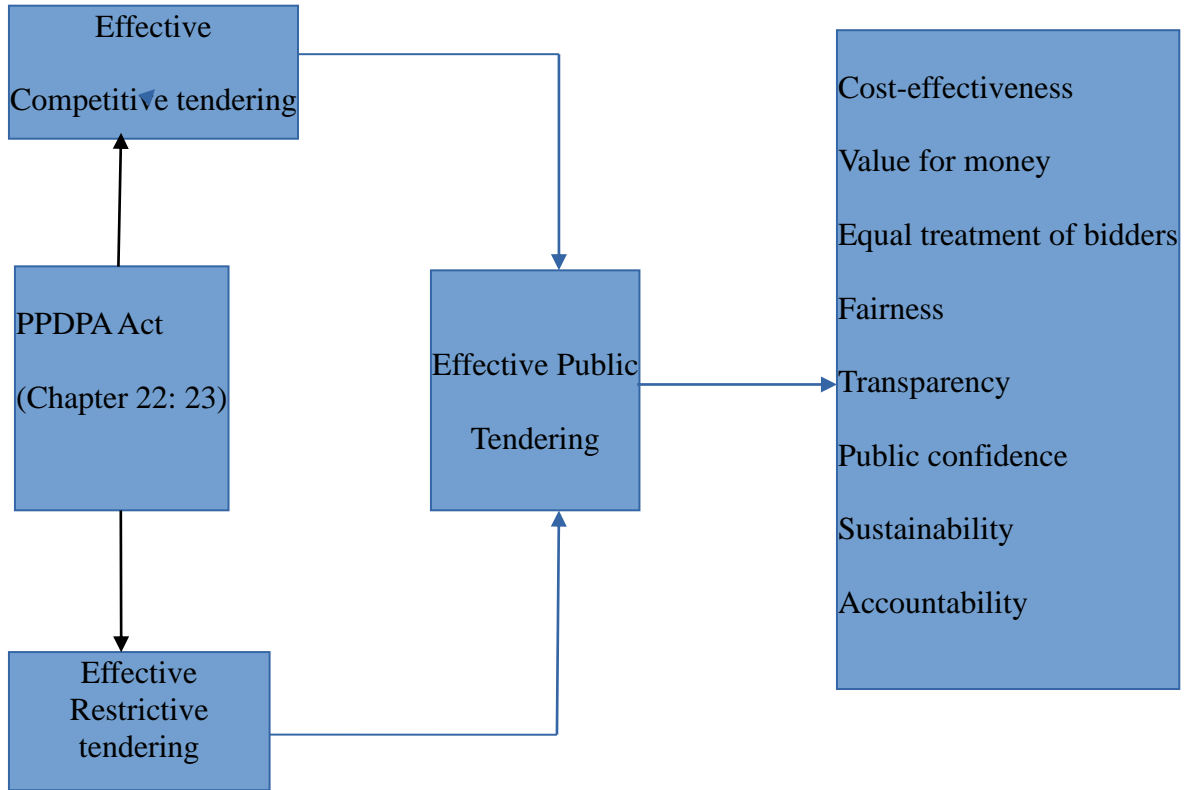 Effective
Competitive tendering
PPDPA Act
(Chapter 22: 23)
Effective
Restrictive
tendering
Effective Public
Tendering
Cost-effectiveness
Value for money
Equal treatment of bidders
Fairness
Transparency
Public confidence
Sustainability
Accountability